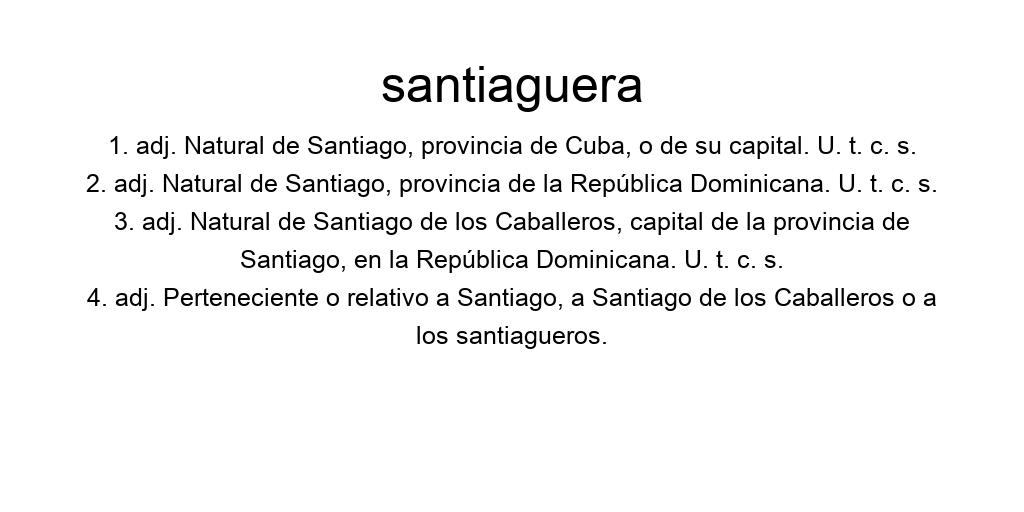 santiaguera
1. adj. Natural de Santiago, provincia de Cuba, o de su capital. U. t. c. s.
2. adj. Natural de Santiago, provincia de la República Dominicana. U. t. c. s.
3. adj. Natural de Santiago de los Caballeros, capital de la provincia de
Santiago, en la República Dominicana. U. t. c. s.
4. adj. Perteneciente o relativo a Santiago, a Santiago de los Caballeros o a
los santiagueros.